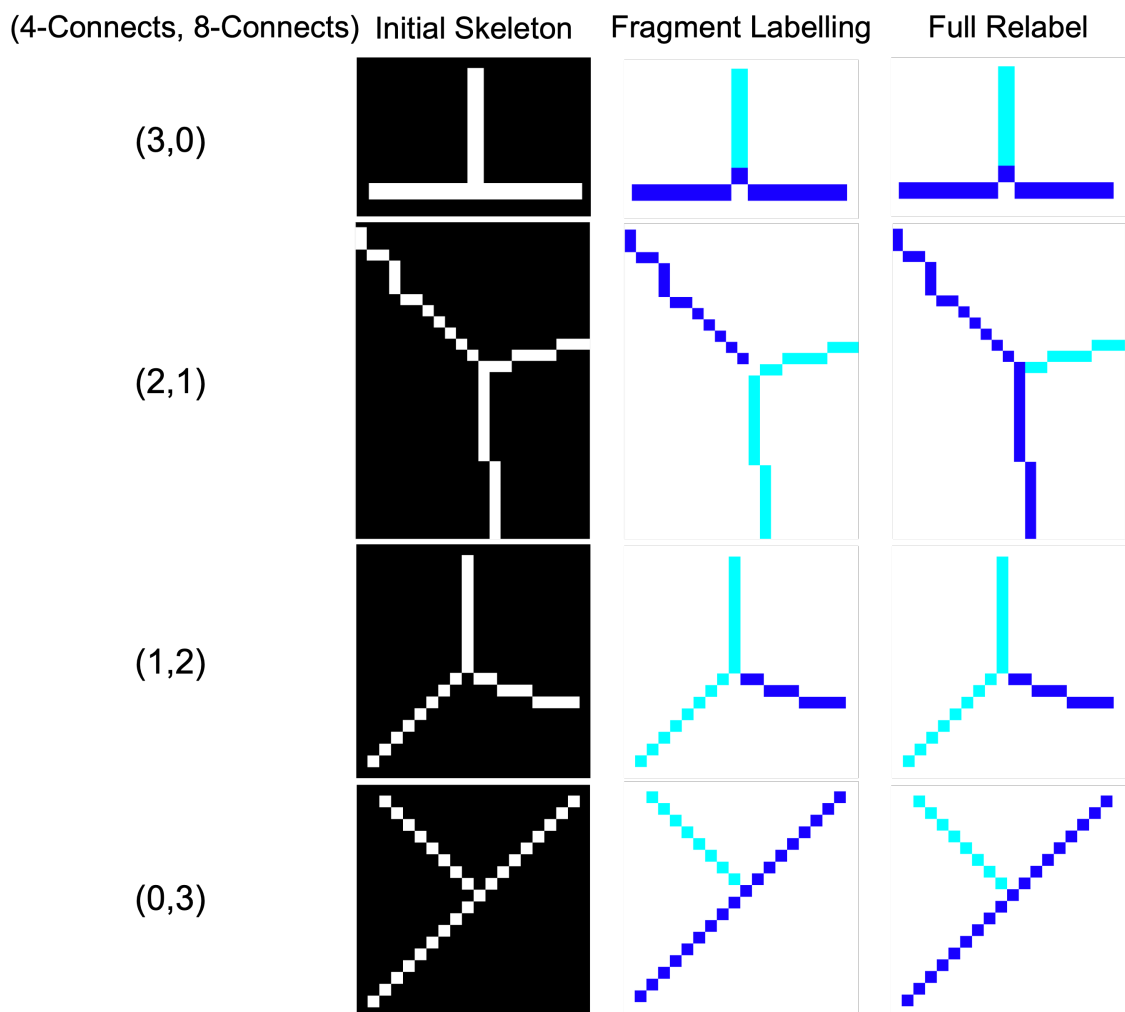 (4-Connects, 8-Connects) Initial Skeleton Fragment Labelling Full Relabel
(3,0)
(2,1)
(1,2)
(0,3)